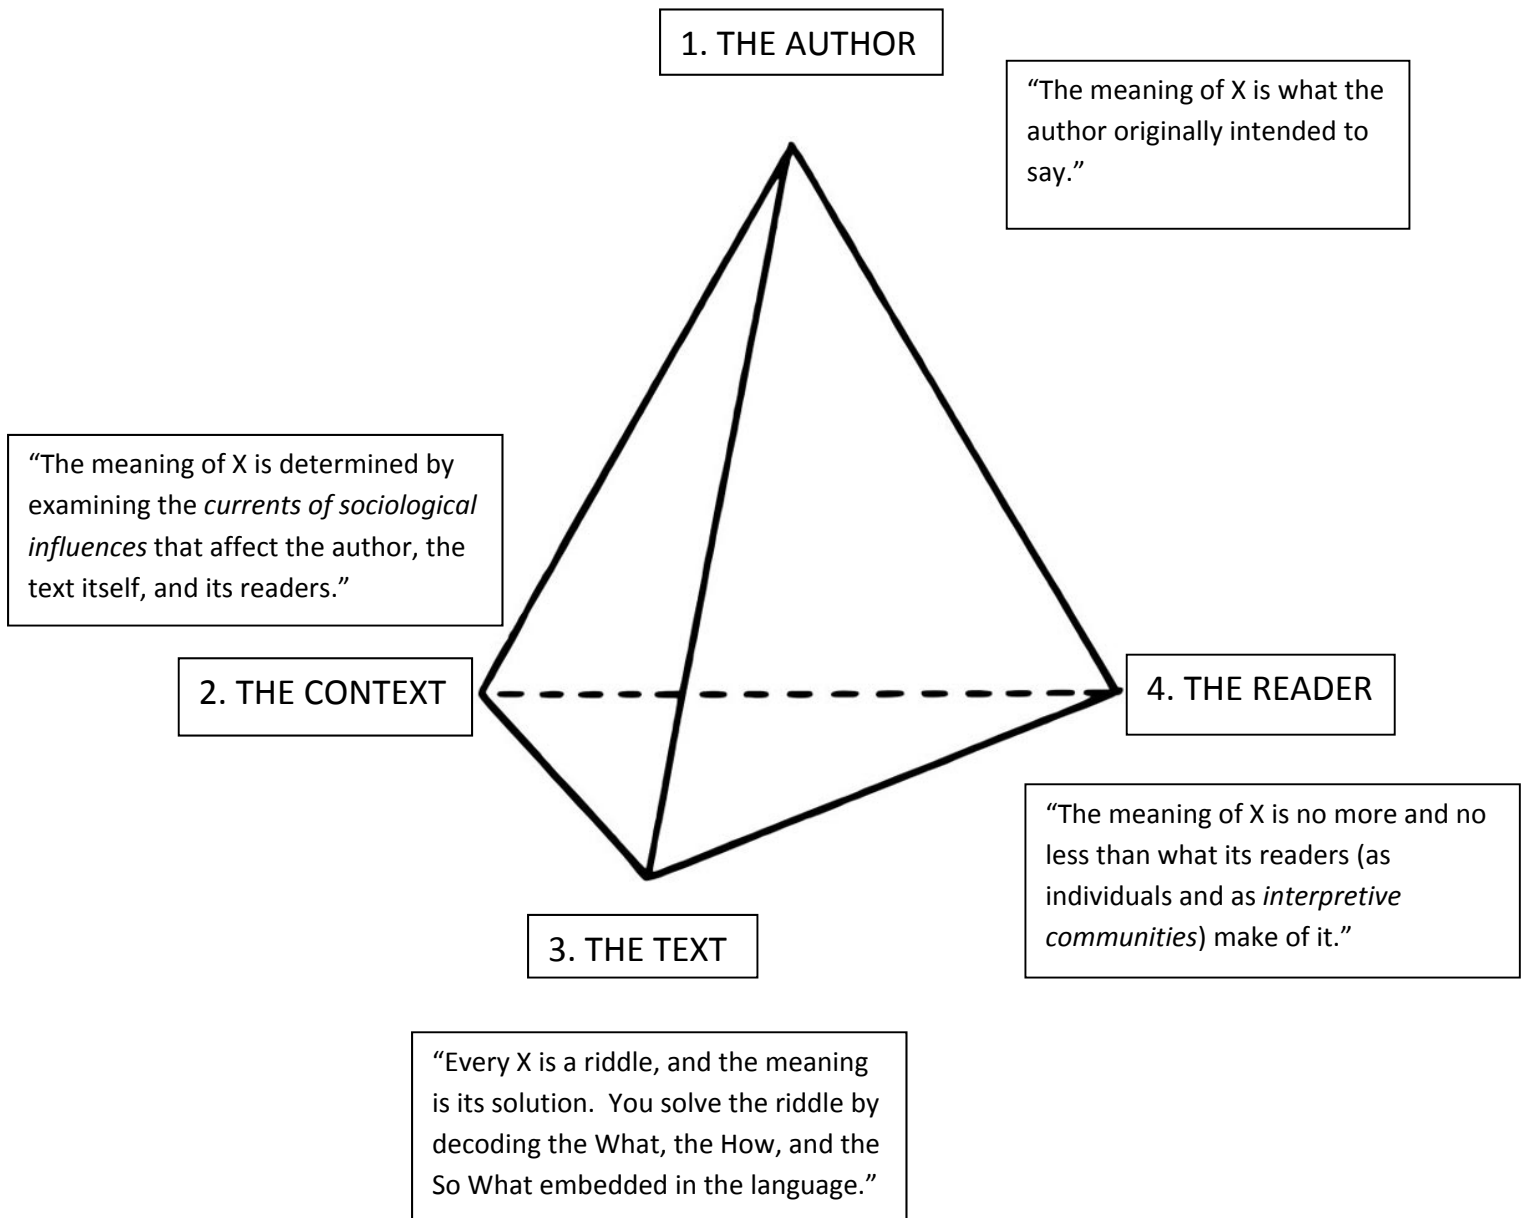 1. THE AUTHOR
“The meaning of X is what the
author originally intended to
say.”
“The meaning of X is determined by
examining the currents of sociological
influences that affect the author, the
text itself, and its readers.”
2. THE CONTEXT
4. THE READER
“The meaning of X is no more and no
less than what its readers (as
individuals and as interpretive
communities) make of it.”
3. THE TEXT
“Every X is a riddle, and the meaning
is its solution.  You solve the riddle by
decoding the What, the How, and the
So What embedded in the language.”